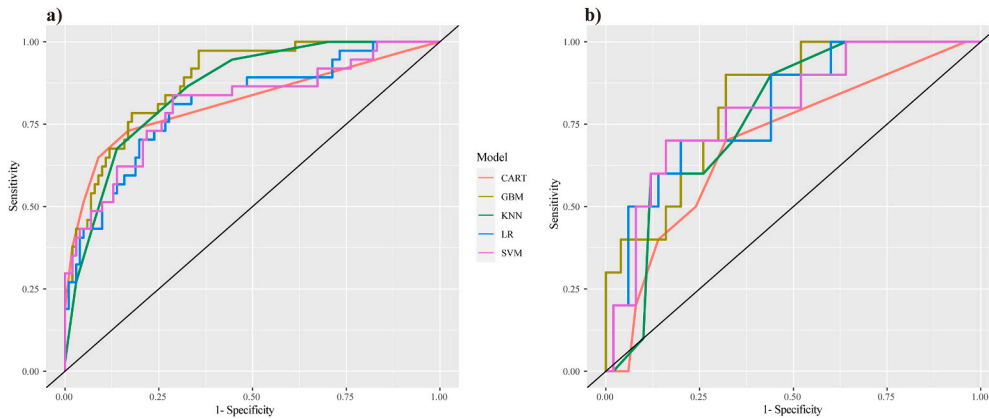 a)
1.00
0.75
0.50
0.25
0.00
Sensitivity
0.00 0.25 0.50 0.75 1.00
1- Specificity
Model
CART
GBM
KNN
LR
SVM
b)
1.00
0.75
0.50
0.25
0.00
Sensitivity
0.00 0.25 0.50 0.75 1.00
1- Specificity